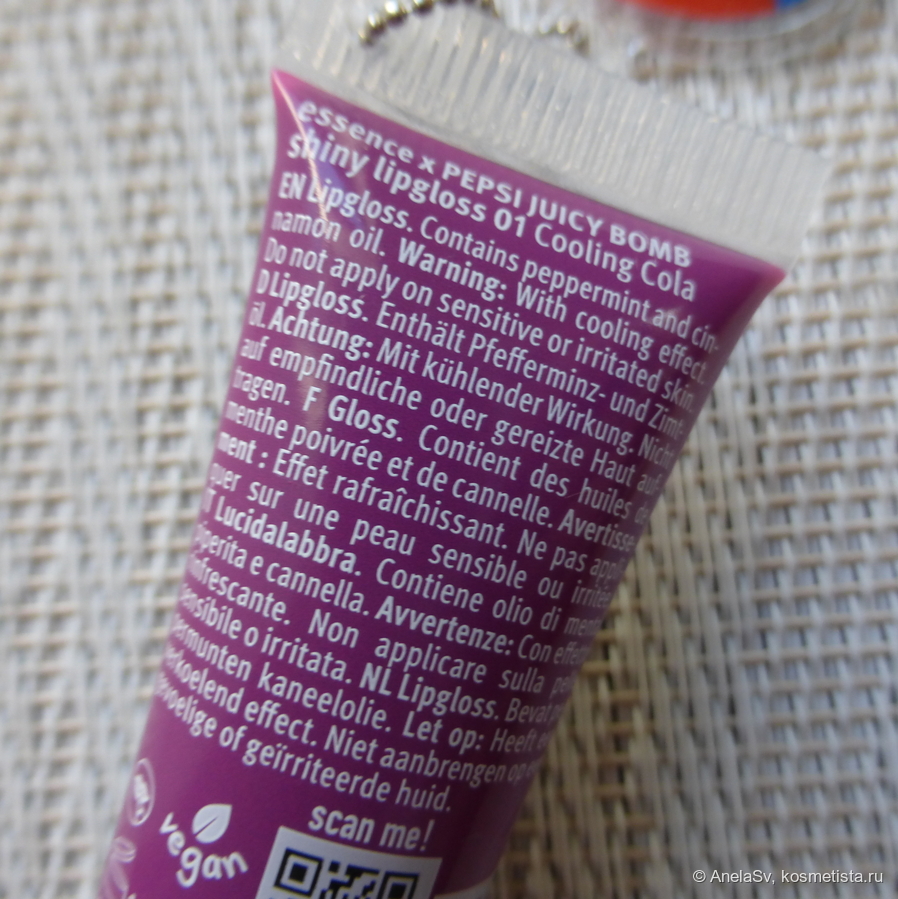 essence x PEPSI JUICY BOMB
shiny lipgloss 01 Cooling Cola
EN Lipgloss. Contains peppermint and cin-
namon oil. Warning: With cooling effect.
Do not apply on sensitive or irritated skin.
D Lipgloss. Enthält Pfefferminz- und Zimt-
öl. Achtung: Mit kühlender Wirkung. Nicht
auf empfindliche oder gereizte Haut auf-
tragen. F Gloss. Contient des huiles de
menthe poivrée et de cannelle. Avertisse-
ment : Effet rafraîchissant. Ne pas appli
quer sur une peau sensible ou irritée
IT Lucidalabbra. Contiene olio di menta
piperita e cannella. Avvertenze: Con effetto
infrescante. Non applicare sulla pe
sensibile o irritata. NL Lipgloss. Bevat
permunten kaneelolie. Let op: Heeft e
erkoelend effect. Niet aanbrengen op
gevoelige of geïrriteerde huid.
scan me!
vegan
© AnelaSv, kosmetista.ru